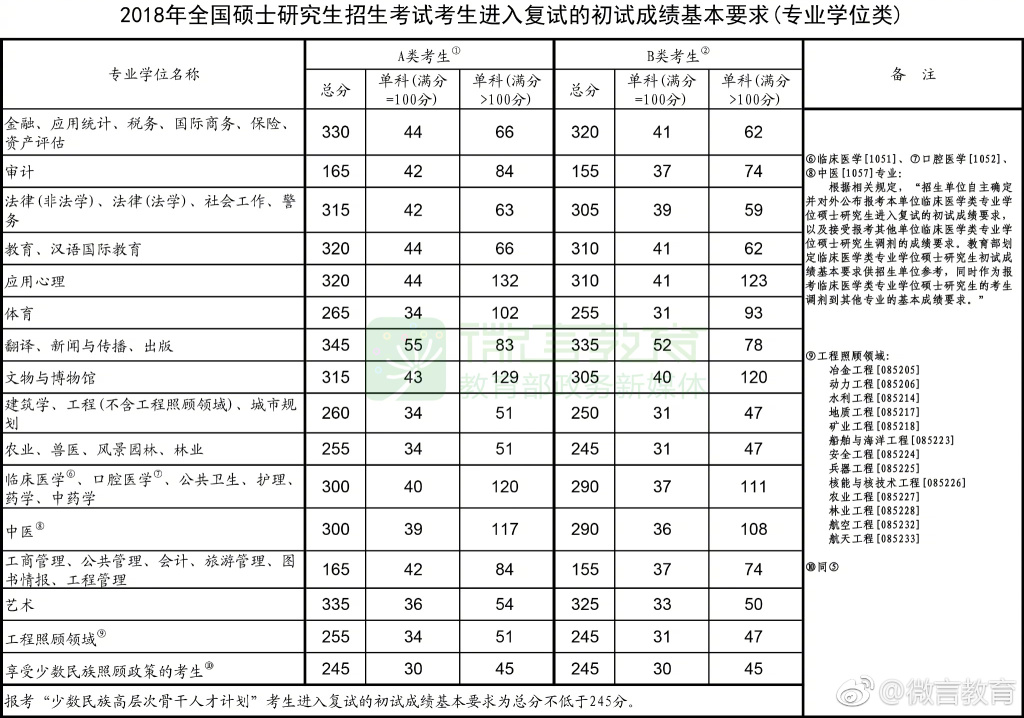 2018年全国硕士研究生招生考试考生进入复试的初试成绩基本要求(专业学位类)
专业学位名称 A类考生① B类考生② 备 注
总分 单科(满分=100分) 单科(满分>100分) 总分 单科(满分=100分) 单科(满分>100分)
金融、应用统计、税务、国际商务、保险、
资产评估 330 44 66 320 41 62
审计 165 42 84 155 37 74
法律(非法学)、法律(法学)、社会工作、警
务 315 42 63 305 39 59
教育、汉语国际教育 320 44 66 310 41 62
应用心理 320 44 132 310 41 123
体育 265 34 102 255 31 93
翻译、新闻与传播、出版 345 55 83 335 52 78
文物与博物馆 315 43 129 305 40 120
建筑学、工程(不含工程照顾领域)、城市规
划 260 34 51 250 31 47
农业、兽医、风景园林、林业 255 34 51 245 31 47
临床医学⑥、口腔医学⑦、公共卫生、护理、
药学、中药学 300 40 120 290 37 111
中医⑧ 300 39 117 290 36 108
工商管理、公共管理、会计、旅游管理、图
书情报、工程管理 165 42 84 155 37 74
艺术 335 36 54 325 33 50
工程照顾领域⑨ 255 34 51 245 31 47
享受少数民族照顾政策的考生⑩ 245 30 45 245 30 45
报考“少数民族高层次骨干人才计划”考生进入复试的初试成绩基本要求为总分不低于245分。
⑥临床医学[1051]、⑦口腔医学[1052]、
⑧中医[1057]专业:
根据相关规定，“招生单位自主确定
并对外公布报考本单位临床医学类专业学
位硕士研究生进入复试的初试成绩要求，
以及接受报考其他单位临床医学类专业学
位硕士研究生调剂的成绩要求。教育部划
定临床医学类专业学位硕士研究生初试成
绩基本要求供招生单位参考，同时作为报
考临床医学类专业学位硕士研究生的考生
调剂到其他专业的基本成绩要求。”
⑨工程照顾领域:
冶金工程[085205]
动力工程[085206]
水利工程[085214]
地质工程[085217]
矿业工程[085218]
船舶与海洋工程[085223]
安全工程[085224]
兵器工程[085225]
核能与核技术工程[085226]
农业工程[085227]
林业工程[085228]
航空工程[085232]
航天工程[085233]
⑩同⑤
微言教育
教育部政务新媒体
@微言教育